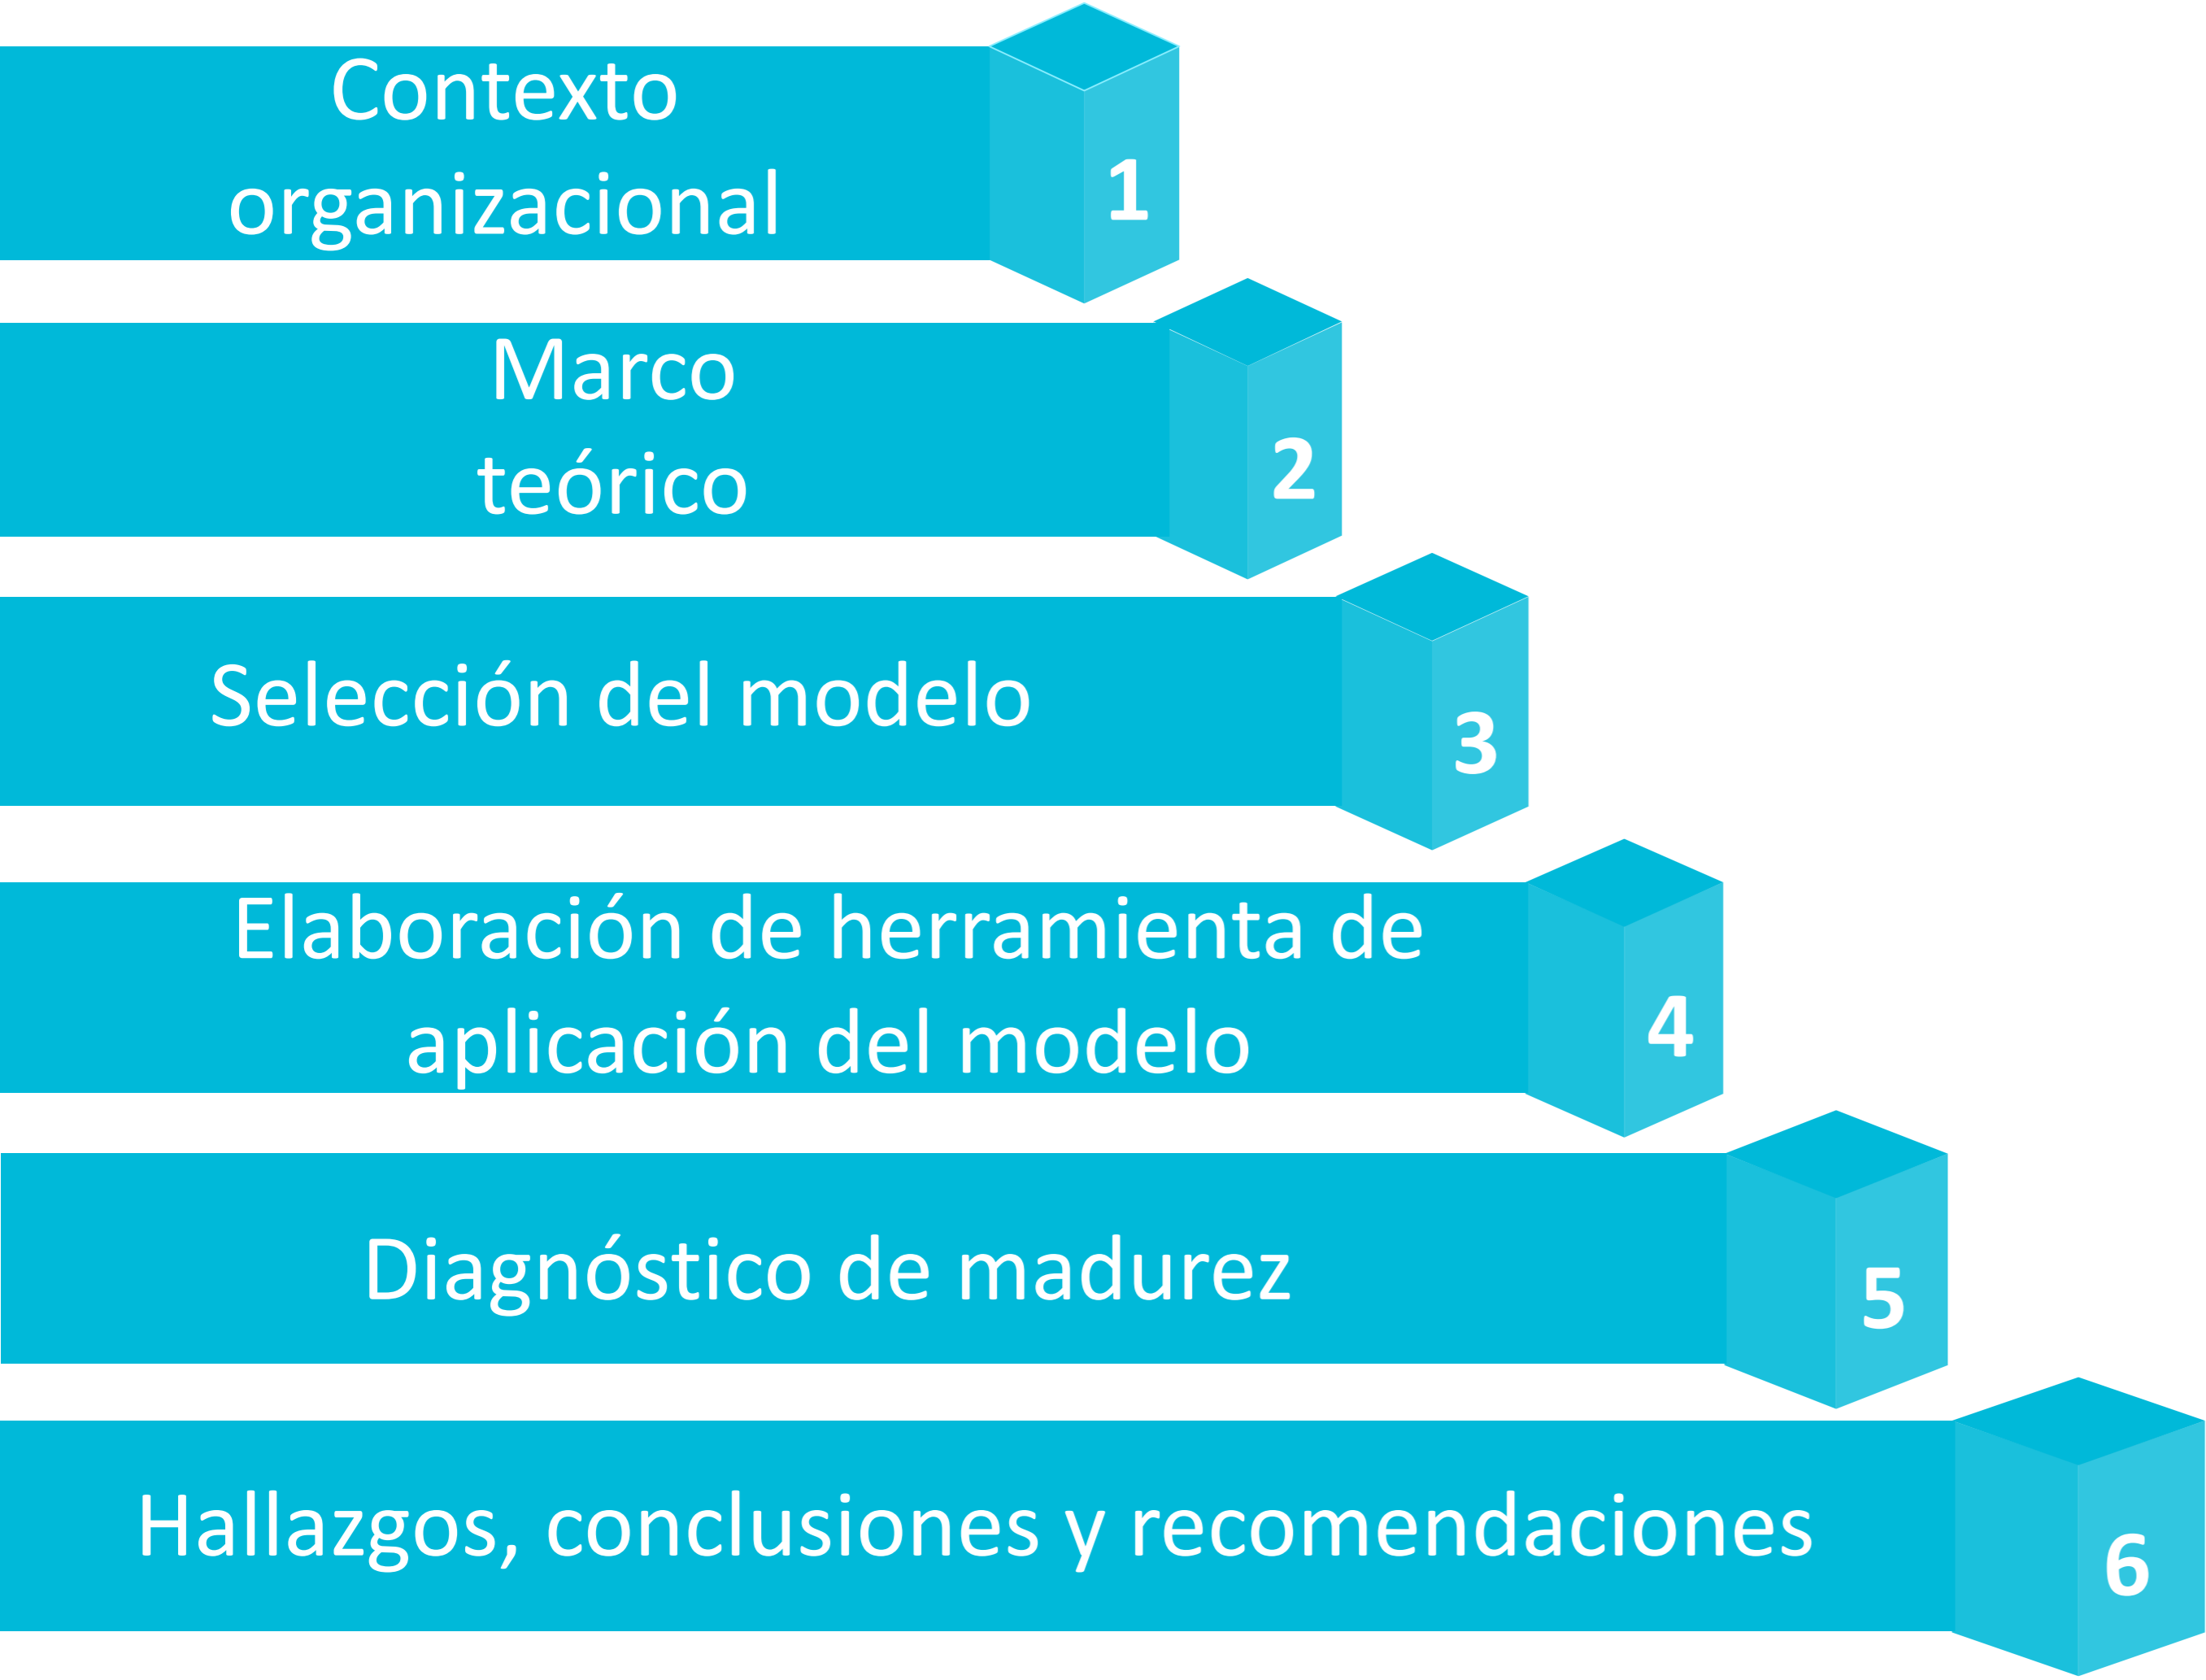 Contexto
organizacional
1
Marco
teórico
2
Selección del modelo
3
Elaboración de herramienta de
aplicación del modelo
4
Diagnóstico de madurez
5
Hallazgos, conclusiones y recomendaciones
6